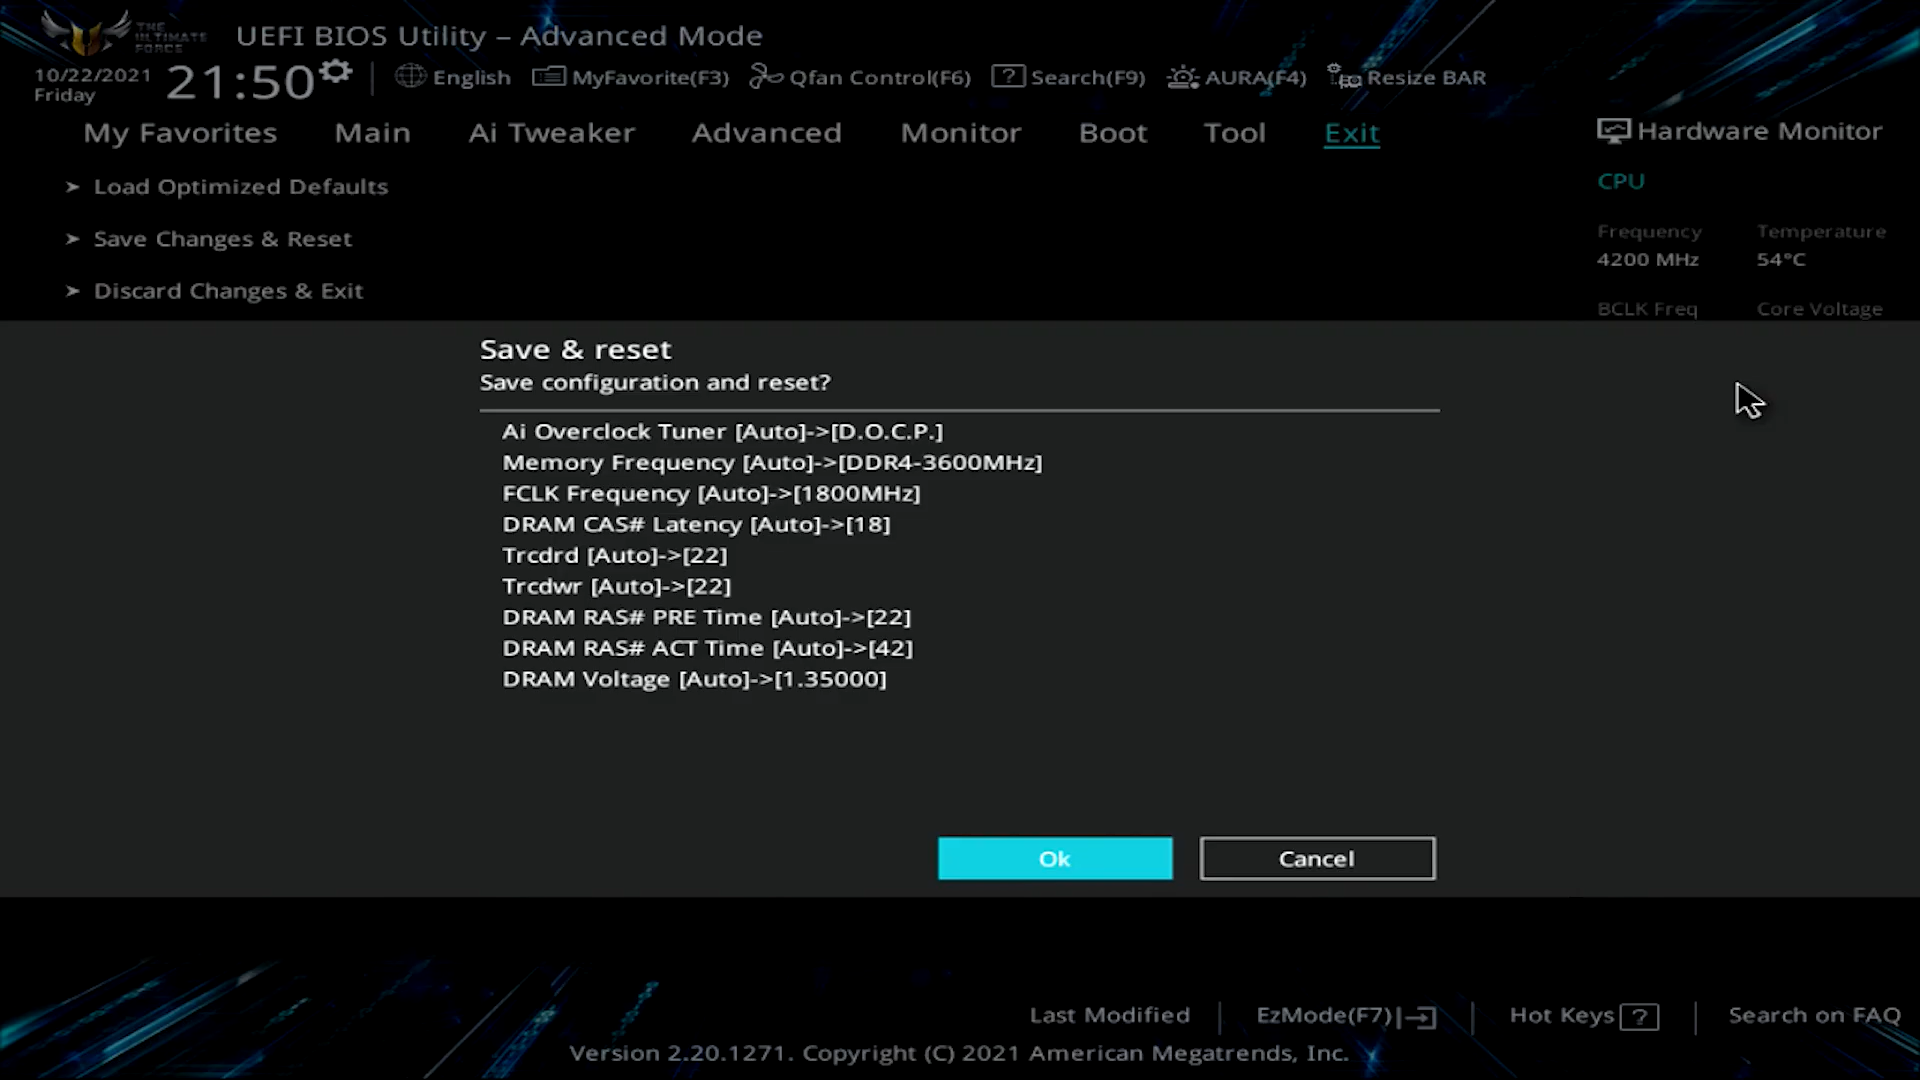 THE
ULTIMATE
FORCE
UEFI BIOS Utility – Advanced Mode
10/22/2021
Friday
21:50
English
MyFavorite(F3)
Qfan Control(F6)
? Search(F9)
AURA(F4)
Resize BAR
My Favorites
Main
Ai Tweaker
Advanced
Monitor
Boot
Tool
Exit
Hardware Monitor
Load Optimized Defaults
Save Changes & Reset
Discard Changes & Exit
CPU
Frequency
Temperature
4200 MHz
54°C
BCLK Freq
Core Voltage
Save & reset
Save configuration and reset?
Ai Overclock Tuner [Auto]->[D.O.C.P.]
Memory Frequency [Auto]->[DDR4-3600MHz]
FCLK Frequency [Auto]->[1800MHz]
DRAM CAS# Latency [Auto]->[18]
Trcdrd [Auto]->[22]
Trcdwr [Auto]->[22]
DRAM RAS# PRE Time [Auto]->[22]
DRAM RAS# ACT Time [Auto]->[42]
DRAM Voltage [Auto]->[1.35000]
Ok
Cancel
Last Modified
EzMode(F7)
Hot Keys ?
Search on FAQ
Version 2.20.1271. Copyright (C) 2021 American Megatrends, Inc.